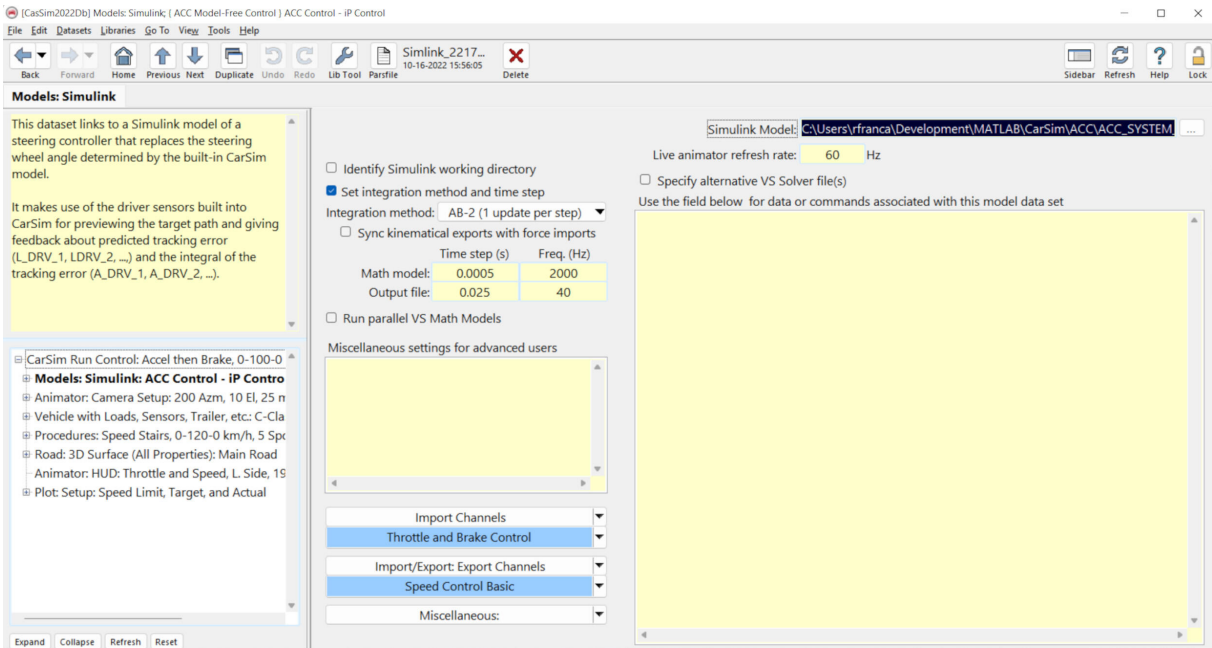 [CasSim2022Db] Models: Simulink; { ACC Model-Free Control } ACC Control - iP Control
File Edit Datasets Libraries Go To View Tools Help
Back Forward Home Previous Next Duplicate Undo Redo Lib Tool Parsfile
Simlink_2217...
10-16-2022 15:56:05
Delete
Sidebar Refresh Help Lock
Models: Simulink
This dataset links to a Simulink model of a
steering controller that replaces the steering
wheel angle determined by the built-in CarSim
model.
It makes use of the driver sensors built into
CarSim for previewing the target path and giving
feedback about predicted tracking error
(L_DRV_1, LDRV_2, ...,) and the integral of the
tracking error (A_DRV_1, A_DRV_2, ...).
CarSim Run Control: Accel then Brake, 0-100-0
Models: Simulink: ACC Control - iP Contro
Animator: Camera Setup: 200 Azm, 10 El, 25 m
Vehicle with Loads, Sensors, Trailer, etc.: C-Cla
Procedures: Speed Stairs, 0-120-0 km/h, 5 Spd
Road: 3D Surface (All Properties): Main Road
Animator: HUD: Throttle and Speed, L. Side, 19
Plot: Setup: Speed Limit, Target, and Actual
Expand Collapse Refresh Reset
Identify Simulink working directory
Set integration method and time step
Integration method: AB-2 (1 update per step)
Sync kinematical exports with force imports
Time step (s) Freq. (Hz)
Math model: 0.0005 2000
Output file: 0.025 40
Run parallel VS Math Models
Miscellaneous settings for advanced users
Import Channels
Throttle and Brake Control
Import/Export: Export Channels
Speed Control Basic
Miscellaneous:
Simulink Model: C:\Users\rfranca\Development\MATLAB\CarSim\ACC\ACC_SYSTEM ...
Live animator refresh rate: 60 Hz
Specify alternative VS Solver file(s)
Use the field below for data or commands associated with this model data set